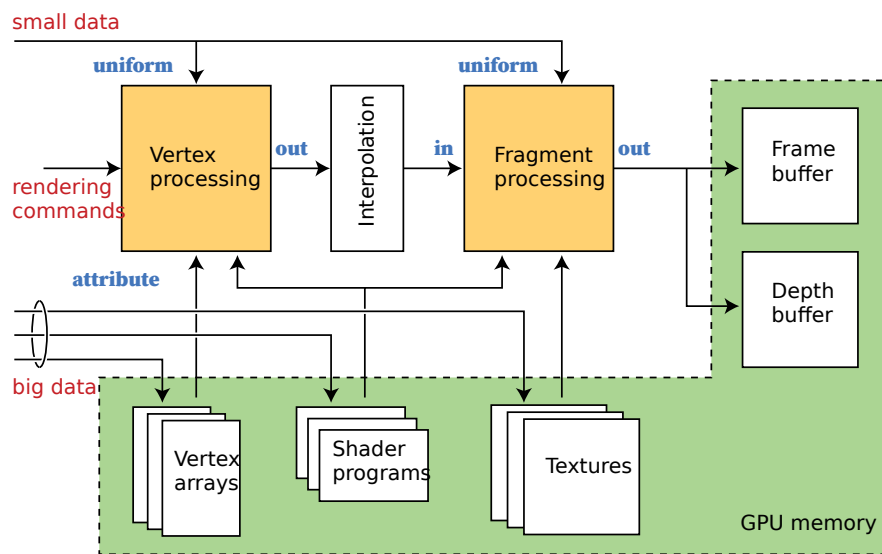 small data
uniform
uniform
Vertex
processing
out
Interpolation
in
Fragment
processing
out
Frame
buffer
rendering
commands
attribute
Depth
buffer
big data
Vertex
arrays
Shader
programs
Textures
GPU memory